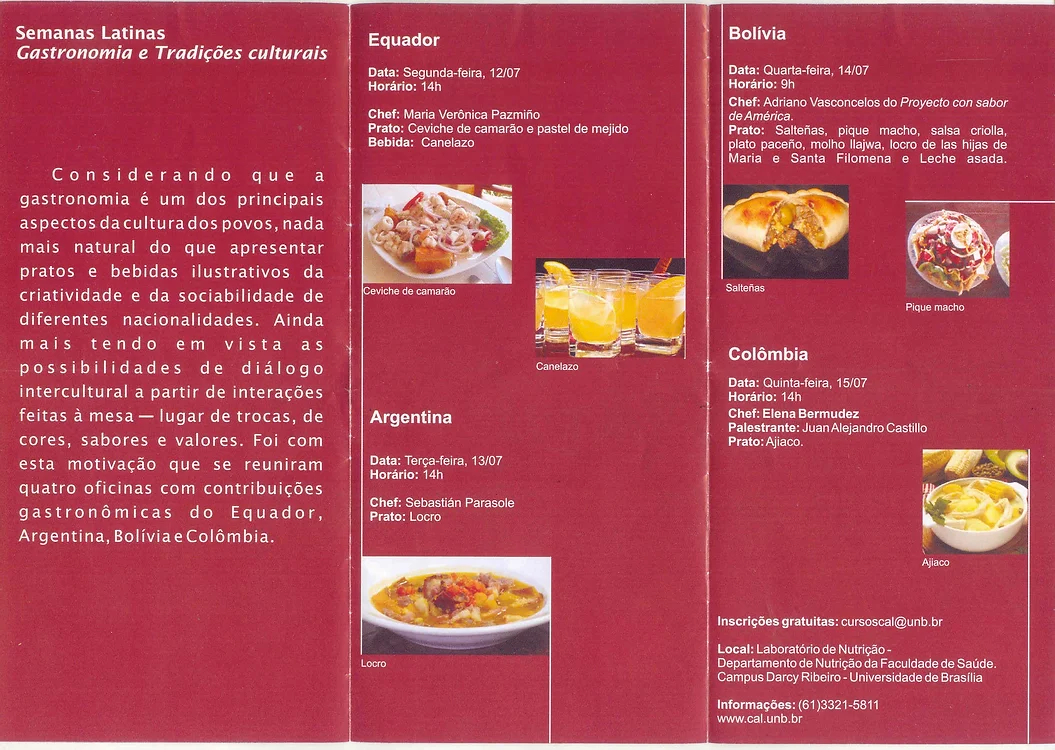 Semanas Latinas
Gastronomia e Tradições culturais
Considerando que a
gastronomia é um dos principais
aspectos da cultura dos povos, nada
mais natural do que apresentar
pratos e bebidas ilustrativos da
criatividade e da sociabilidade de
diferentes nacionalidades. Ainda
mais tendo em vista as
possibilidades de diálogo
intercultural a partir de interações
feitas à mesa — lugar de trocas, de
cores, sabores e valores. Foi com
esta motivação que se reuniram
quatro oficinas com contribuições
gastronômicas do Equador,
Argentina, Bolívia e Colômbia.
Equador
Data: Segunda-feira, 12/07
Horário: 14h
Chef: Maria Verônica Pazmiño
Prato: Ceviche de camarão e pastel de mejido
Bebida: Canelazo
Ceviche de camarão
Canelazo
Argentina
Data: Terça-feira, 13/07
Horário: 14h
Chef: Sebastián Parasole
Prato: Locro
Locro
Bolívia
Data: Quarta-feira, 14/07
Horário: 9h
Chef: Adriano Vasconcelos do Proyecto con sabor
de América.
Prato: Salteñas, pique macho, salsa criolla,
plato paceño, molho llajwa, locro de las hijas de
Maria e Santa Filomena e Leche asada.
Salteñas
Pique macho
Colômbia
Data: Quinta-feira, 15/07
Horário: 14h
Chef: Elena Bermudez
Palestrante: Juan Alejandro Castillo
Prato: Ajiaco.
Ajiaco
Inscrições gratuitas: cursoscal@unb.br
Local: Laboratório de Nutrição -
Departamento de Nutrição da Faculdade de Saúde.
Campus Darcy Ribeiro - Universidade de Brasília
Informações: (61)3321-5811
www.cal.unb.br